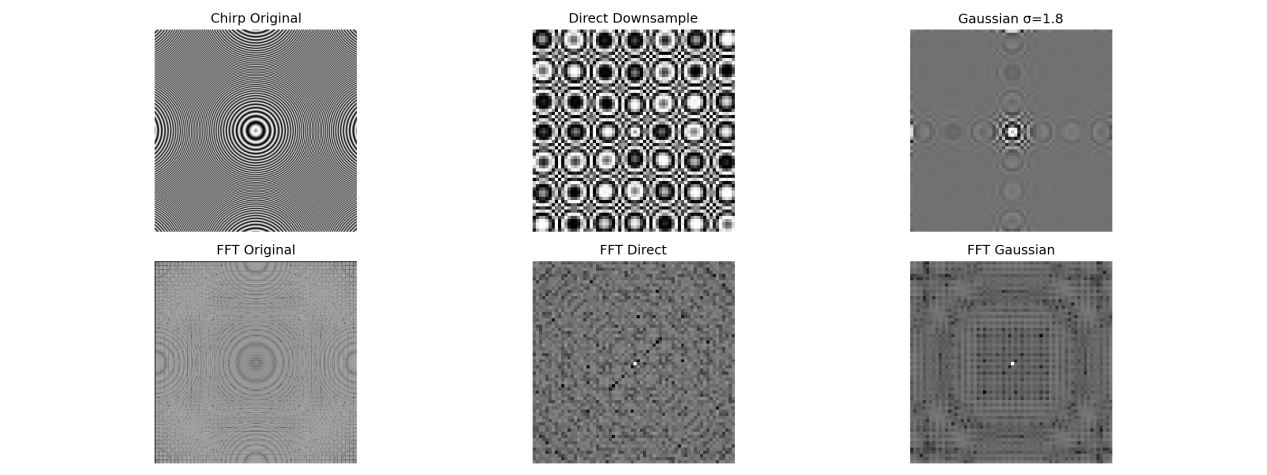 Chirp Original
Direct Downsample
Gaussian σ=1.8
FFT Original
FFT Direct
FFT Gaussian